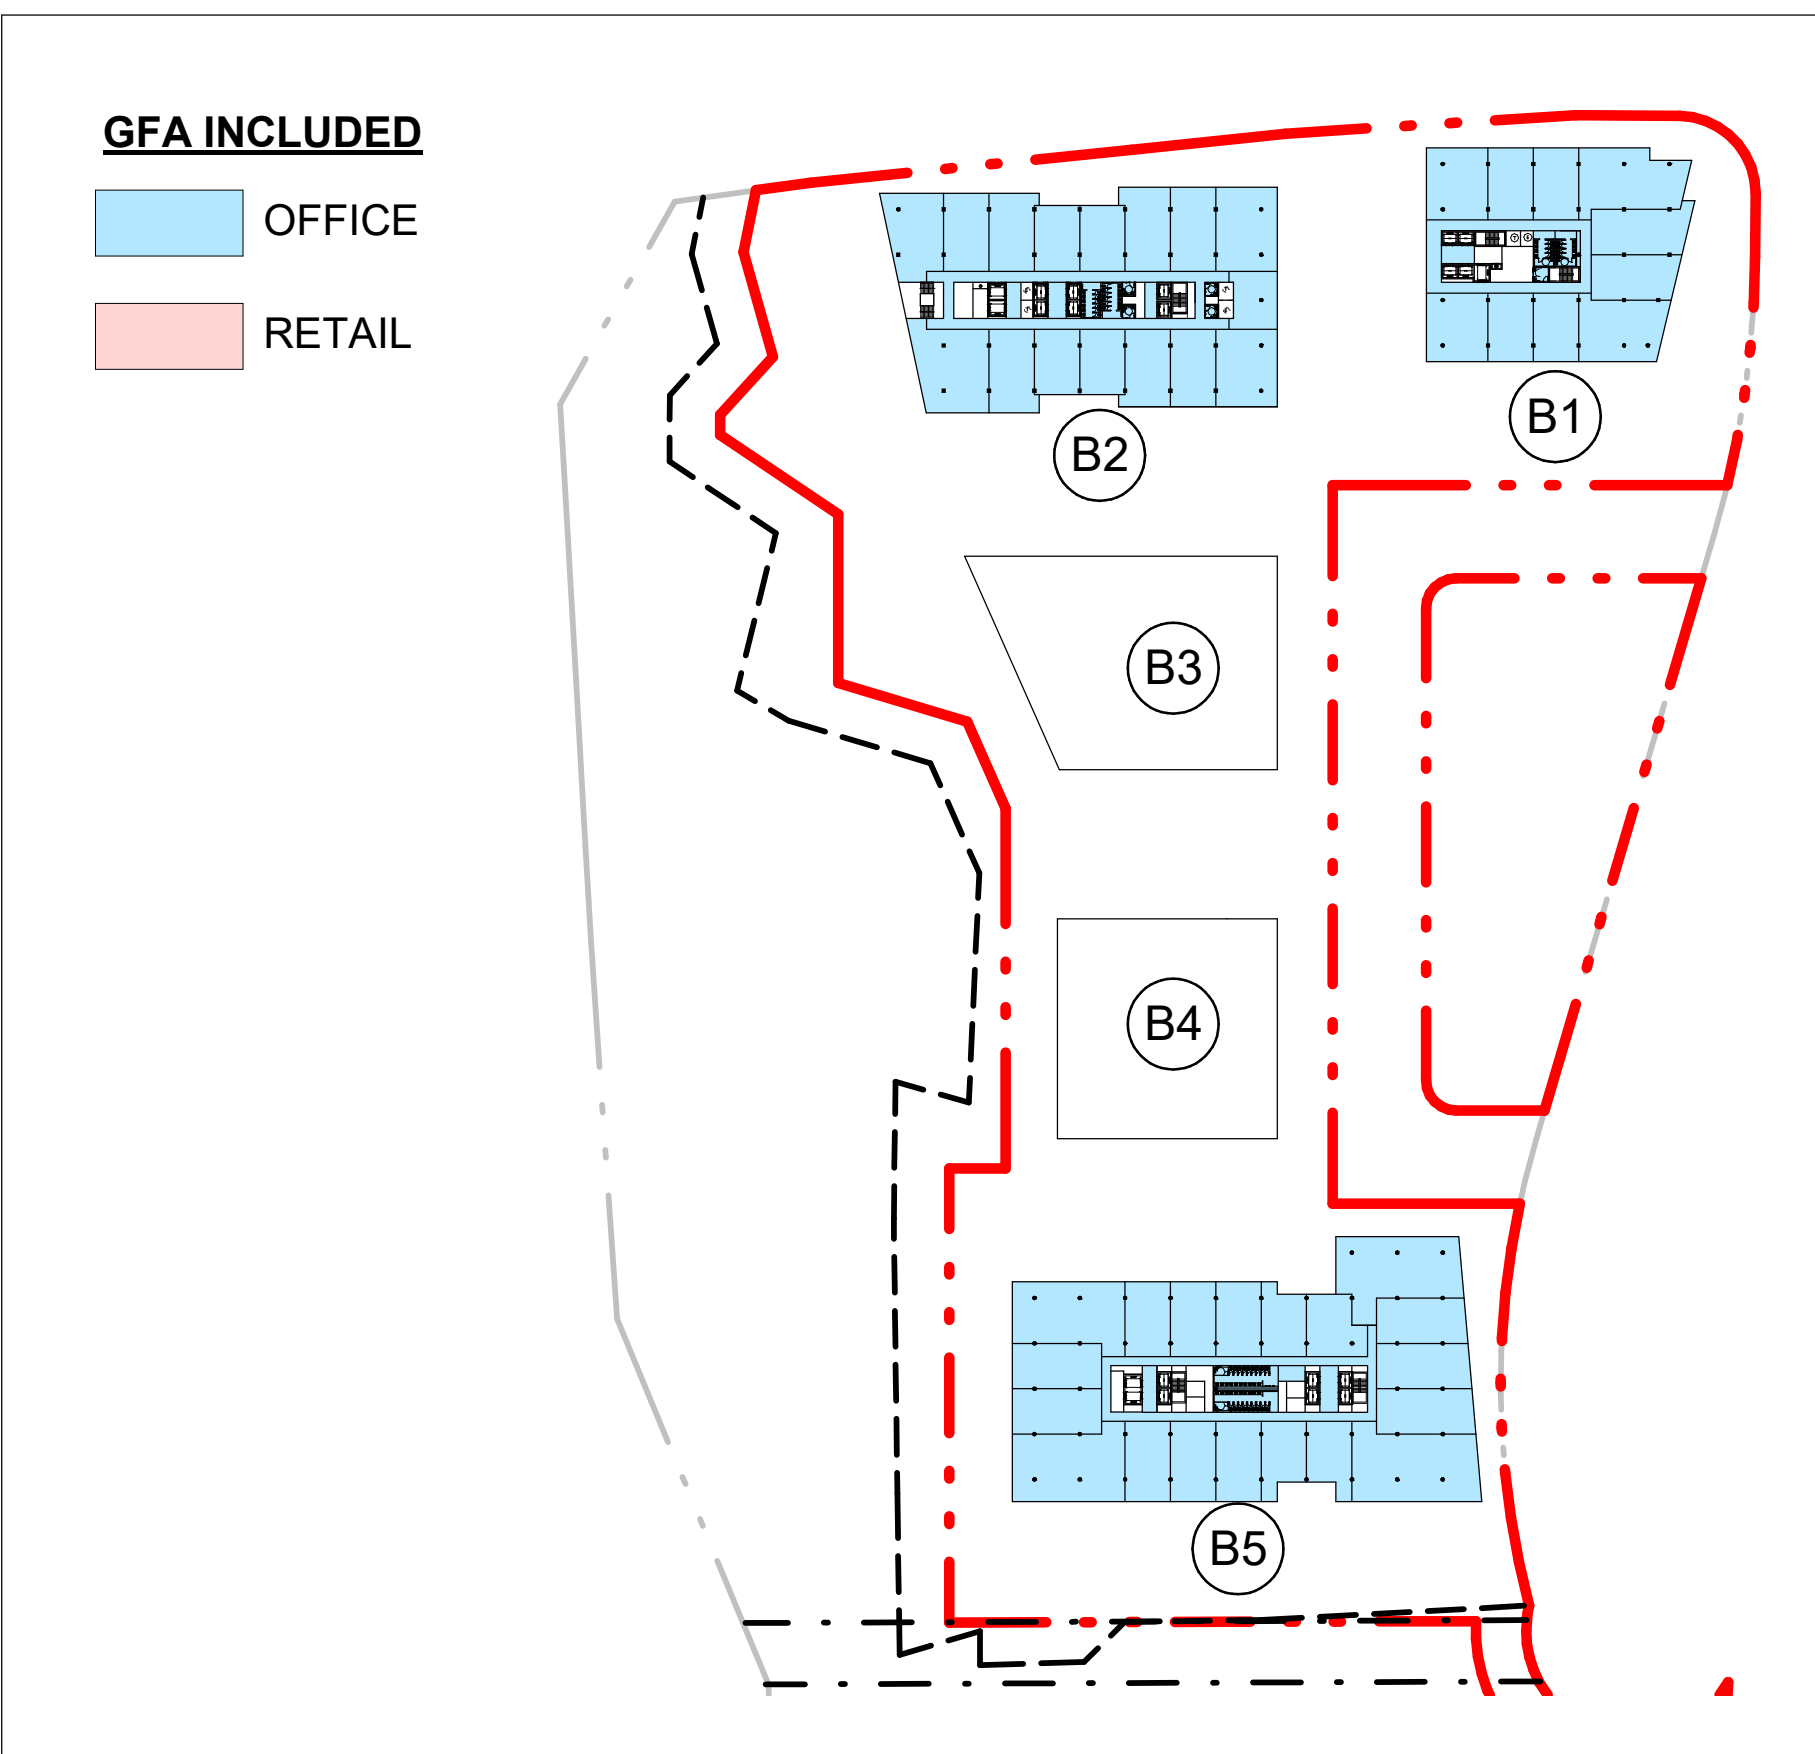 GFA INCLUDED
OFFICE
RETAIL
B1
B2
B3
B4
B5